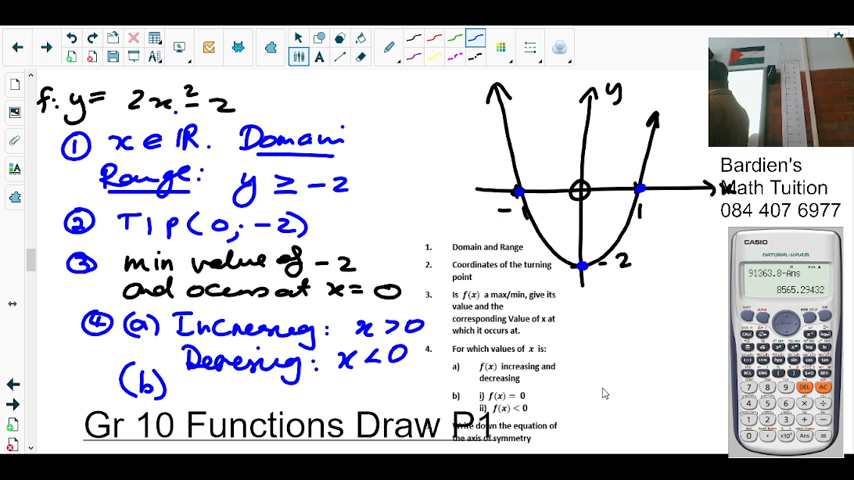 f: y = 2x² - 2
① x ∈ IR. Domain
Range: y ≥ -2
② T/P (0; -2)
③ min value of -2
and occurs at x = 0
④ (a) Increasing: x > 0
Decresing: x < 0
(b)
y
-1
1
-2
1. Domain and Range
2. Coordinates of the turning
point
3. Is f(x) a max/min, give its
value and the
corresponding Value of x at
which it occurs at.
4. For which values of x is:
a) f(x) increasing and
decreasing
b) i) f(x) = 0
ii) f(x) < 0
Write down the equation of
the axis of symmetry
Gr 10 Functions Draw P1
Bardien's
Math Tuition
084 407 6977
CASIO
NATURAL-V.P.A.M.
91363.8-Ans
8565.29432